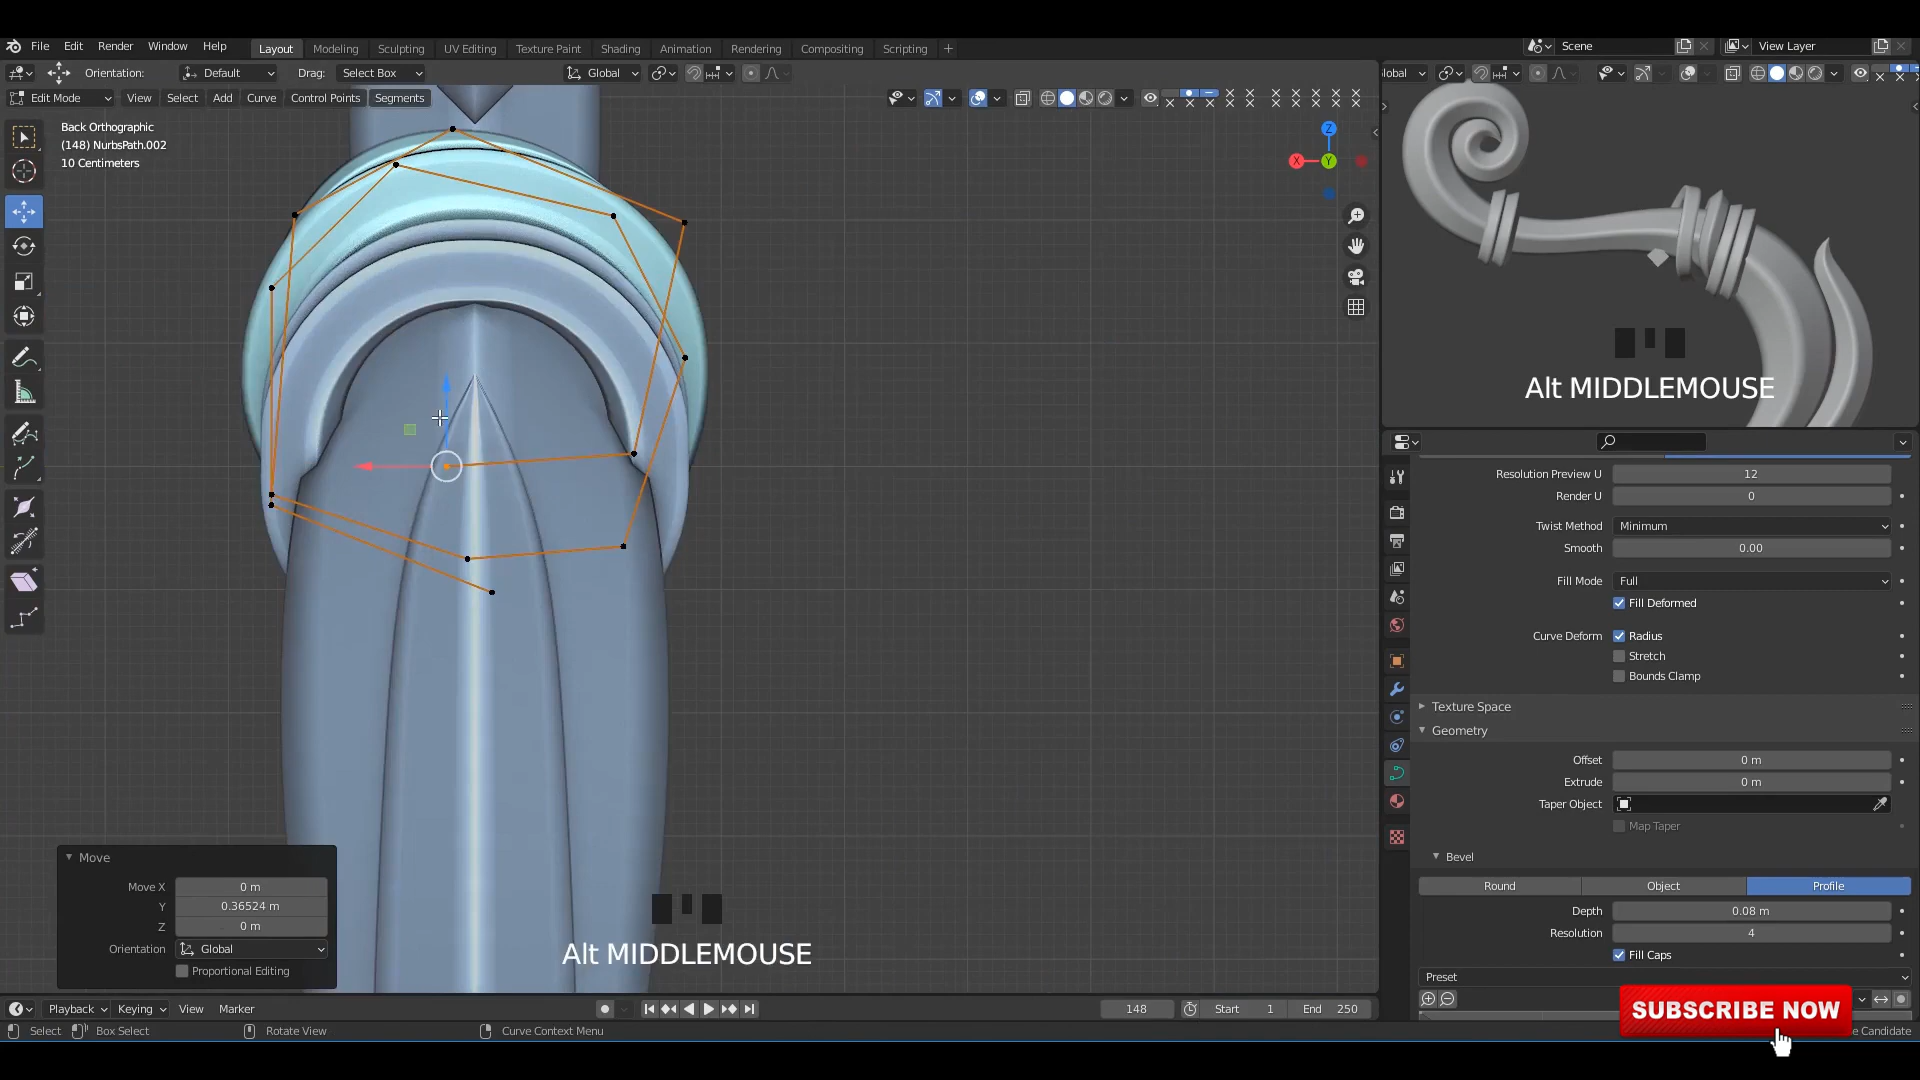 File Edit Render Window Help Layout Modeling Sculpting UV Editing Texture Paint Shading Animation Rendering Compositing Scripting + Scene View Layer
Orientation: Default Drag: Select Box Global
Edit Mode View Select Add Curve Control Points Segments
Back Orthographic
(148) NurbsPath.002
10 Centimeters
Z
X
Y
lobal
Alt MIDDLEMOUSE
Resolution Preview U 12
Render U 0
Twist Method Minimum
Smooth 0.00
Fill Mode Full
Fill Deformed
Curve Deform Radius
Stretch
Bounds Clamp
Texture Space
Geometry
Offset 0 m
Extrude 0 m
Taper Object
Map Taper
Bevel
Round Object Profile
Depth 0.08 m
Resolution 4
Fill Caps
Preset
Move
Move X 0 m
Y 0.36524 m
Z 0 m
Orientation Global
Proportional Editing
Alt MIDDLEMOUSE
Playback Keying View Marker 148 Start 1 End 250
Select Box Select Rotate View Curve Context Menu
SUBSCRIBE NOW
e Candidate